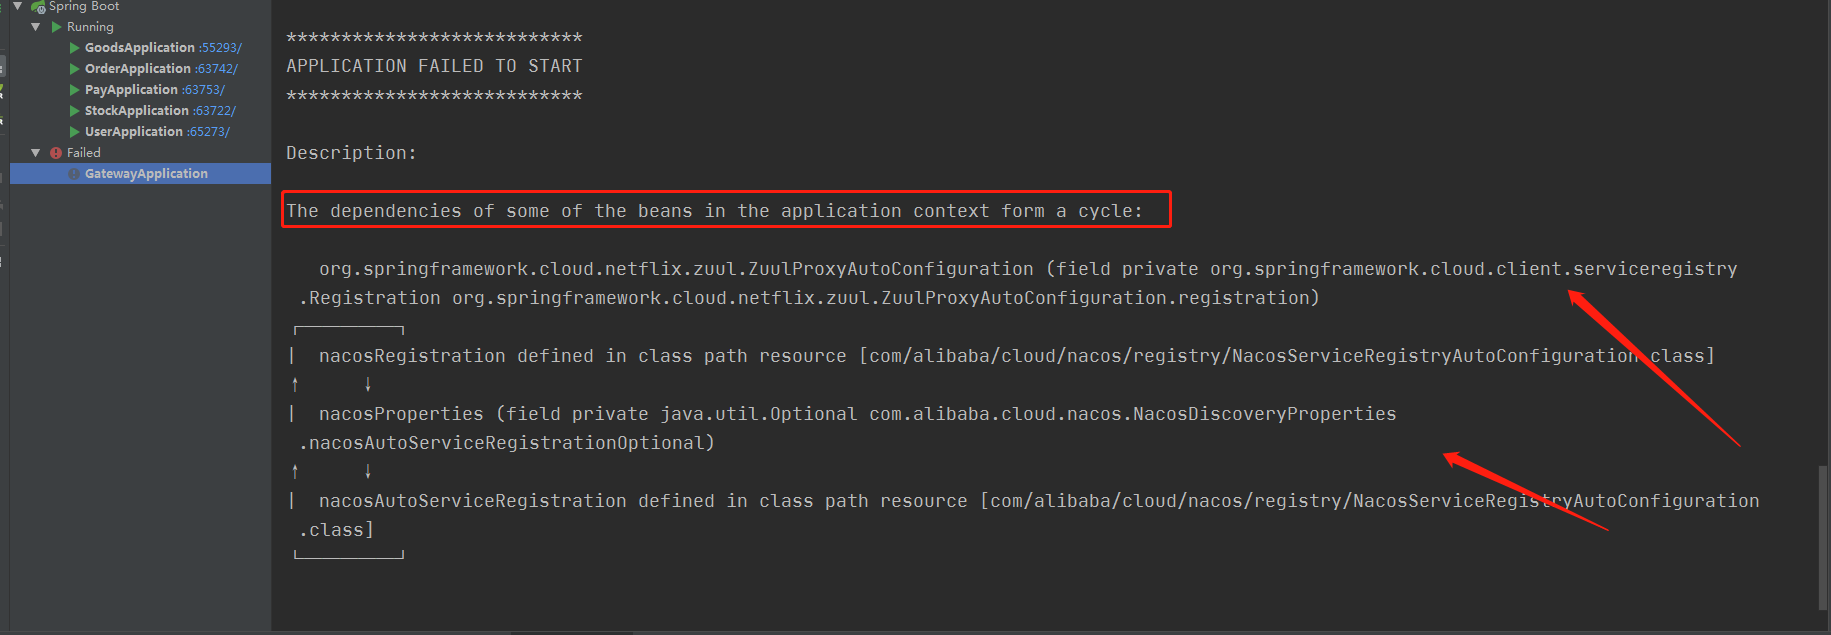 Spring Boot
Running
GoodsApplication :55293/
OrderApplication :63742/
PayApplication :63753/
StockApplication :63722/
UserApplication :65273/
Failed
GatewayApplication
***************************
APPLICATION FAILED TO START
***************************
Description:
The dependencies of some of the beans in the application context form a cycle:
org.springframework.cloud.netflix.zuul.ZuulProxyAutoConfiguration (field private org.springframework.cloud.client.serviceregistry
.Registration org.springframework.cloud.netflix.zuul.ZuulProxyAutoConfiguration.registration)
┌─────┐
|  nacosRegistration defined in class path resource [com/alibaba/cloud/nacos/registry/NacosServiceRegistryAutoConfiguration.class]
↑     ↓
|  nacosProperties (field private java.util.Optional com.alibaba.cloud.nacos.NacosDiscoveryProperties
.nacosAutoServiceRegistrationOptional)
↑     ↓
|  nacosAutoServiceRegistration defined in class path resource [com/alibaba/cloud/nacos/registry/NacosServiceRegistryAutoConfiguration
.class]
└─────┘